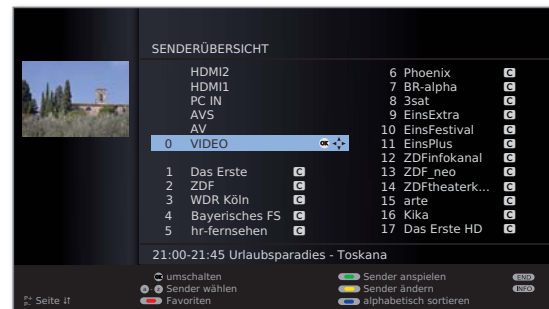 SENDERÜBERSICHT
HDMI2
HDMI1
PC IN
AVS
AV
0 VIDEO OK
1 Das Erste C
2 ZDF C
3 WDR Köln C
4 Bayerisches FS C
5 hr-fernsehen C
6 Phoenix C
7 BR-alpha C
8 3sat C
9 EinsExtra C
10 EinsFestival C
11 EinsPlus C
12 ZDFinfokanal C
13 ZDF_neo C
14 ZDFtheaterk... C
15 arte C
16 Kika C
17 Das Erste HD C
21:00-21:45 Urlaubsparadies - Toskana
OK umschalten
Sender anspielen
END
Sender wählen
Sender ändern
INFO
P+ P– Seite
Favoriten
alphabetisch sortieren